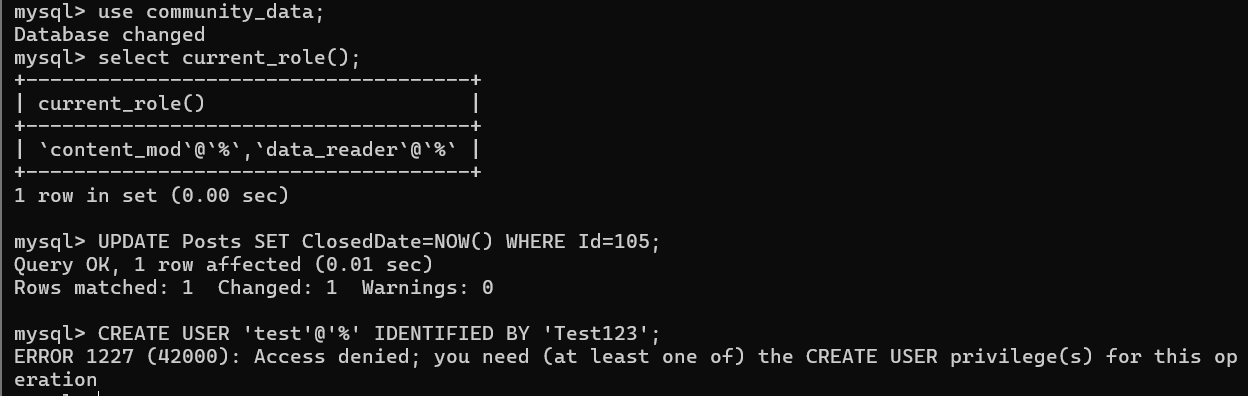 mysql> use community_data;
Database changed
mysql> select current_role();
+-----------------------------------+
| current_role()                    |
+-----------------------------------+
| `content_mod`@`%`,`data_reader`@`%` |
+-----------------------------------+
1 row in set (0.00 sec)
mysql> UPDATE Posts SET ClosedDate=NOW() WHERE Id=105;
Query OK, 1 row affected (0.01 sec)
Rows matched: 1  Changed: 1  Warnings: 0
mysql> CREATE USER 'test'@'%' IDENTIFIED BY 'Test123';
ERROR 1227 (42000): Access denied; you need (at least one of) the CREATE USER privilege(s) for this op
eration